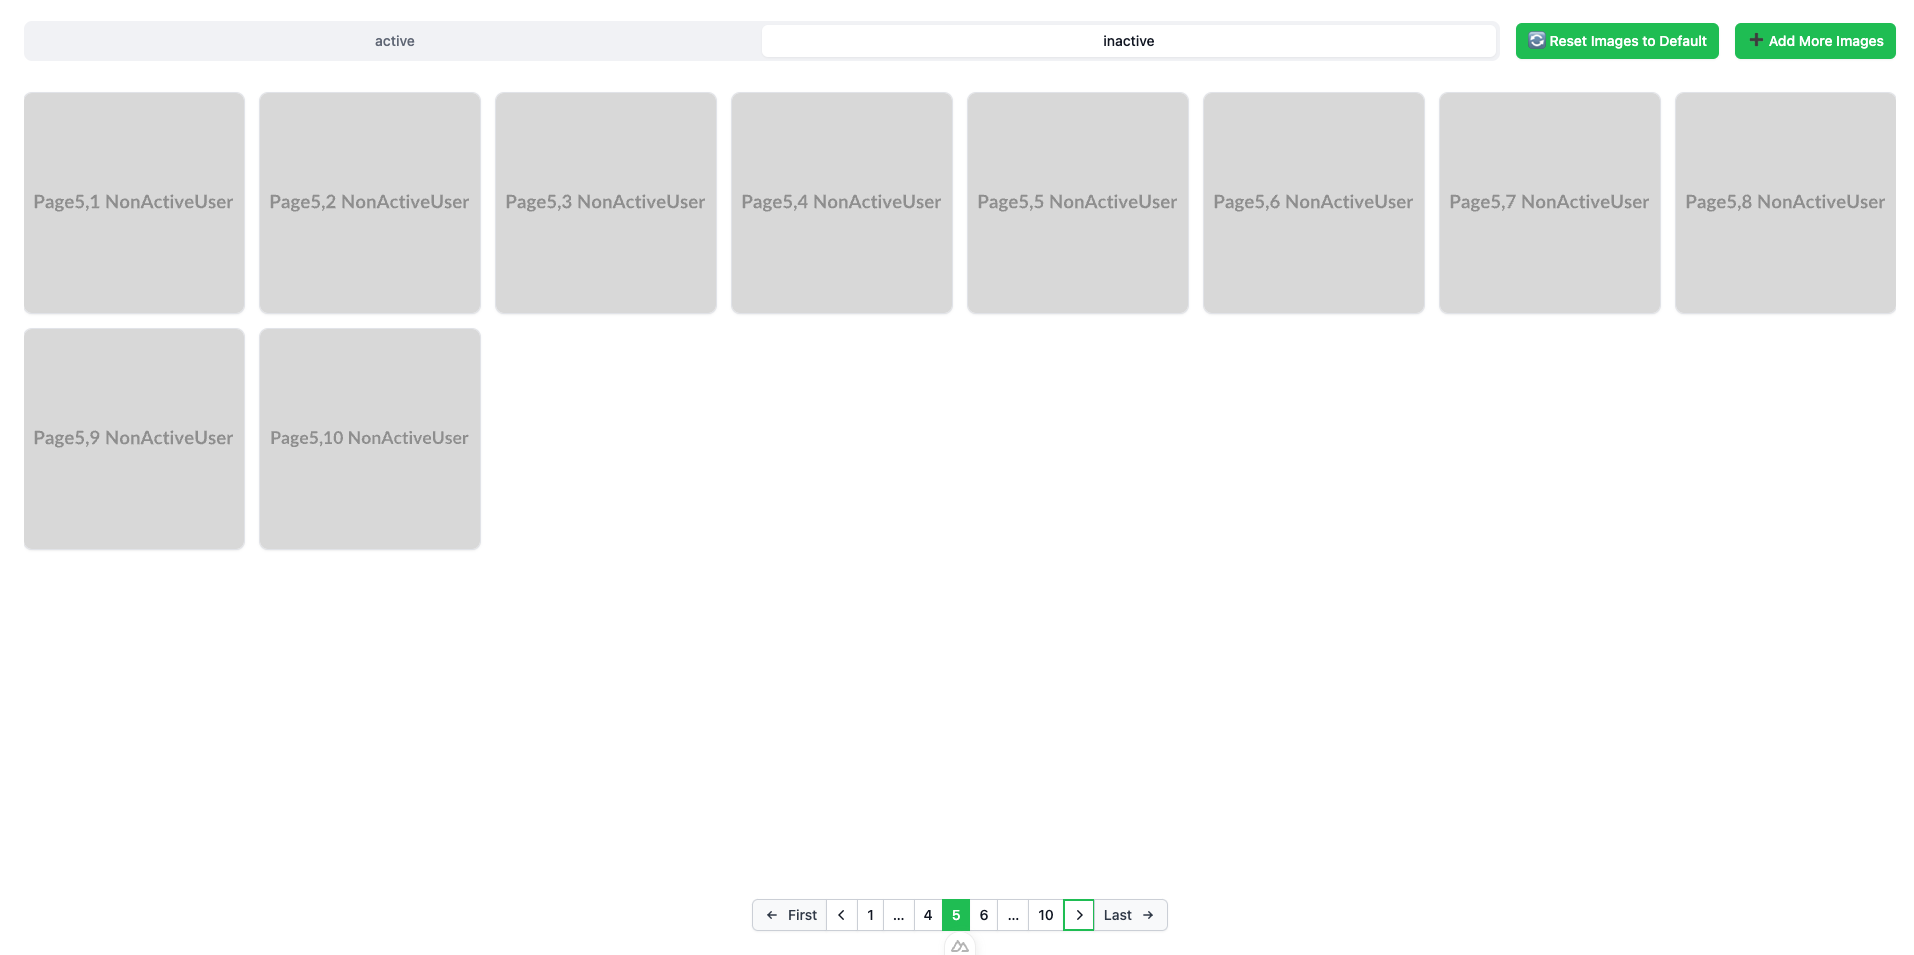 active
inactive
Reset Images to Default
Add More Images
Page5,1 NonActiveUser
Page5,2 NonActiveUser
Page5,3 NonActiveUser
Page5,4 NonActiveUser
Page5,5 NonActiveUser
Page5,6 NonActiveUser
Page5,7 NonActiveUser
Page5,8 NonActiveUser
Page5,9 NonActiveUser
Page5,10 NonActiveUser
← First < 1 ... 4 5 6 ... 10 > Last →